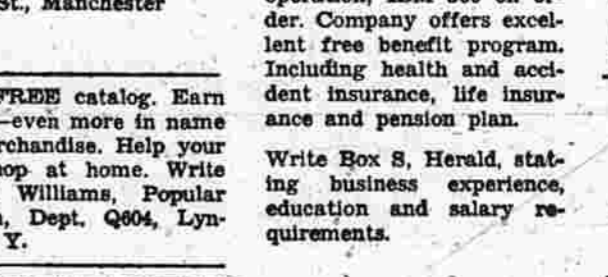 St., Manchester
FREE catalog. Earn
—even more in name
rchandise. Help your
hop at home. Write
Williams, Popular
Dept. Q604, Lyn-
Y.
der. Company offers excel-
lent free benefit program.
Including health and acci-
dent insurance, life insur-
ance and pension plan.
Write Box S, Herald, stat-
ing business experience,
education and salary re-
quirements.